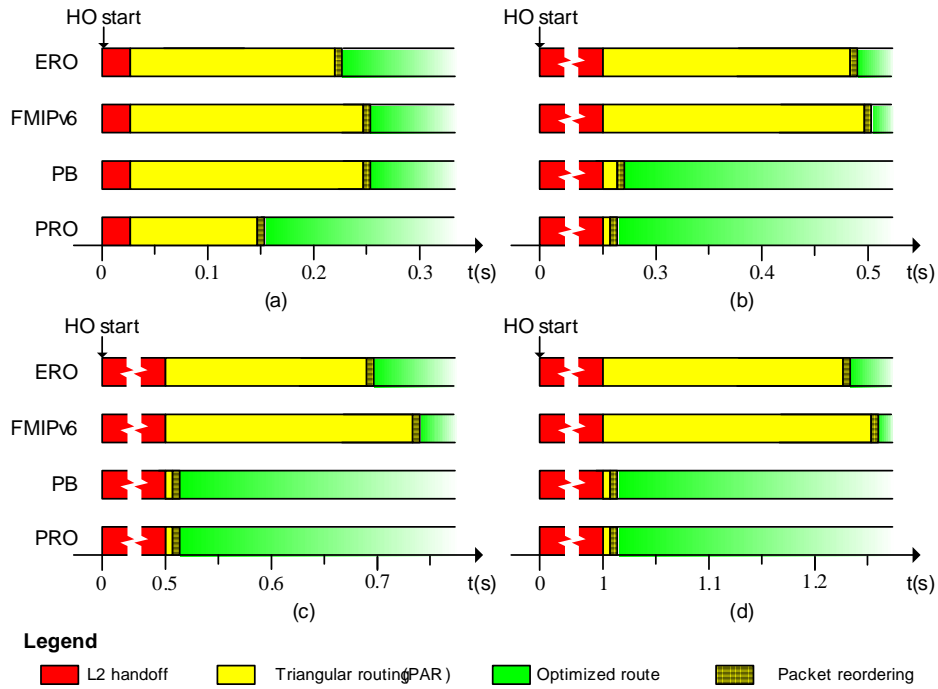 HO start
HO start
ERO
FMIPv6
PB
PRO
0
0.1
0.2
0.3
t(s)
0
0.3
0.4
0.5
t(s)
(a)
(b)
HO start
HO start
ERO
FMIPv6
PB
PRO
0
0.5
0.6
0.7
t(s)
0
1
1.1
1.2
t(s)
(c)
(d)
Legend
L2 handoff
Triangular routing(PAR)
Optimized route
Packet reordering